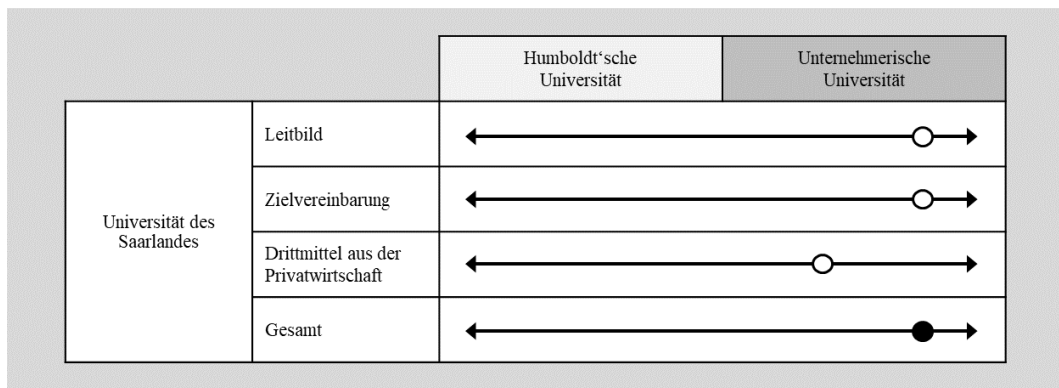 Humboldt‘sche
Universität
Unternehmerische
Universität
Universität des
Saarlandes
Leitbild
Zielvereinbarung
Drittmittel aus der
Privatwirtschaft
Gesamt